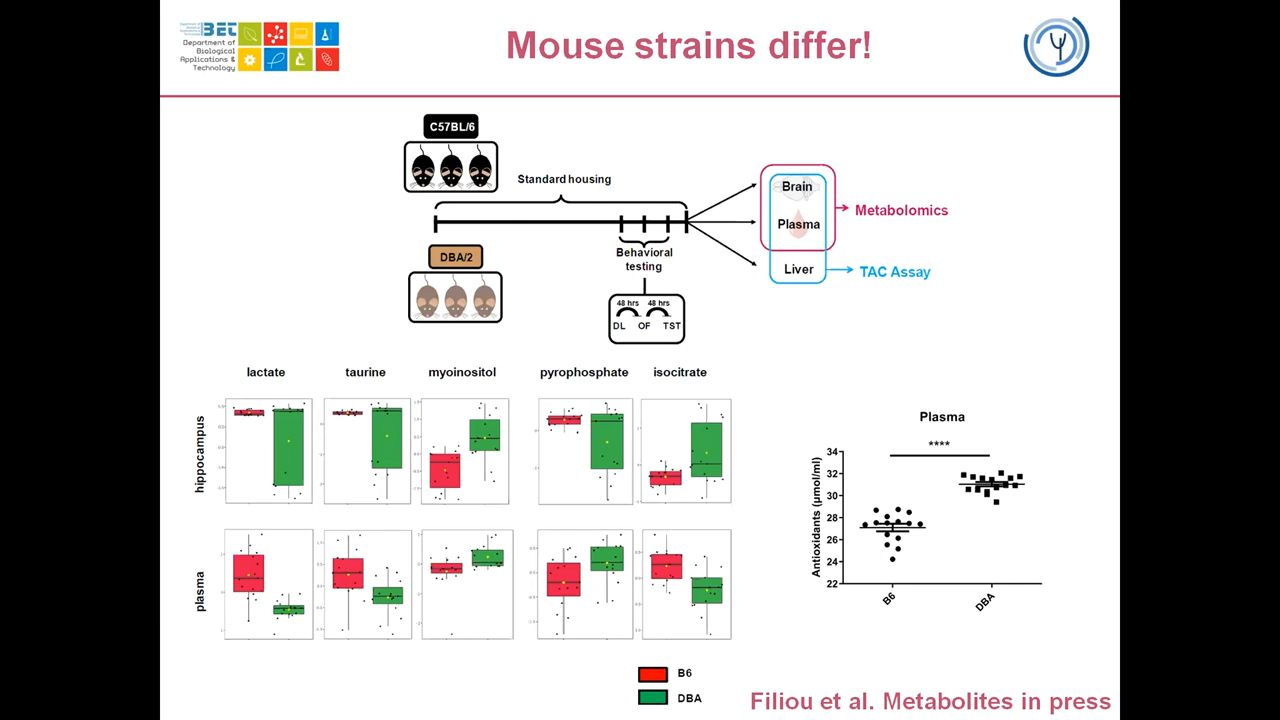 BET
Department of
Biological
Applications &
Technology
Mouse strains differ!
C57BL/6
Standard housing
DBA/2
Behavioral
testing
48 hrs 48 hrs
DL OF TST
Brain
Plasma
Liver
Metabolomics
TAC Assay
lactate taurine myoinositol pyrophosphate isocitrate
hippocampus
plasma
Plasma
****
Antioxidants (μmol/ml)
34
32
30
28
26
24
22
B6
DBA
B6
DBA
Filiou et al. Metabolites in press